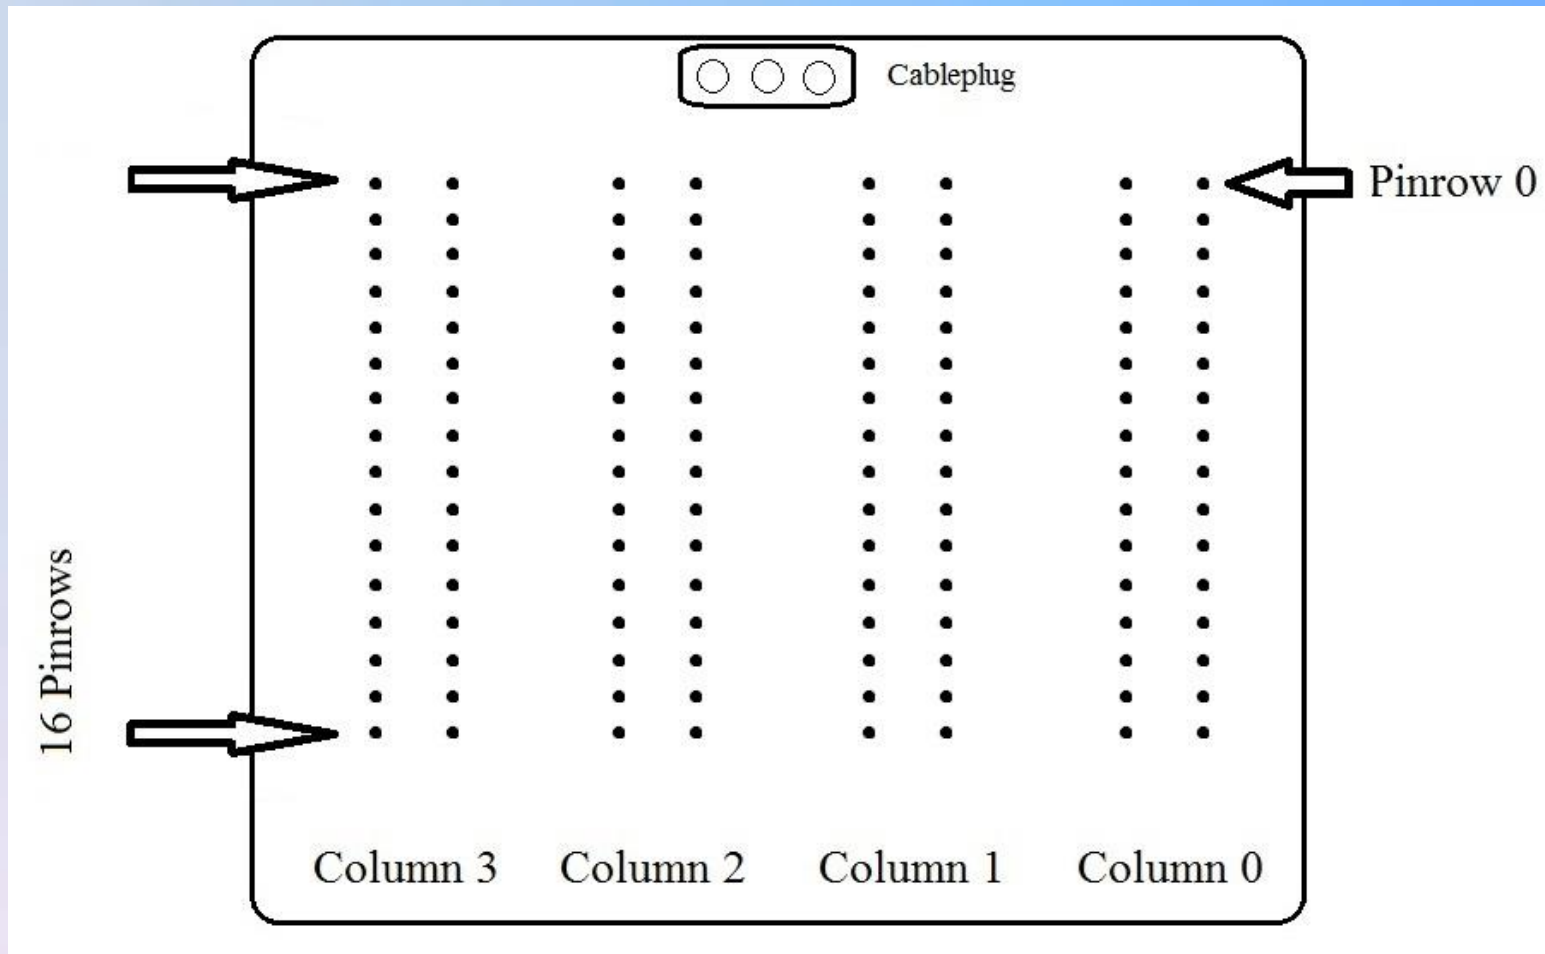 Cableplug
Pinrow 0
16 Pinrows
Column 3
Column 2
Column 1
Column 0